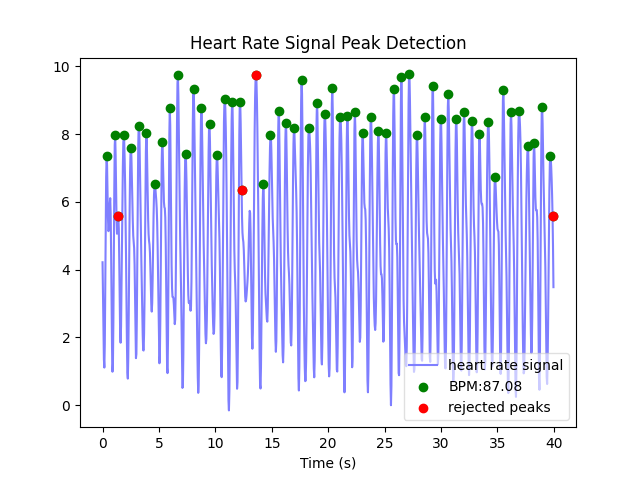 Heart Rate Signal Peak Detection
10
8
6
4
2
0
heart rate signal
BPM:87.08
rejected peaks
0 5 10 15 20 25 30 35 40
Time (s)